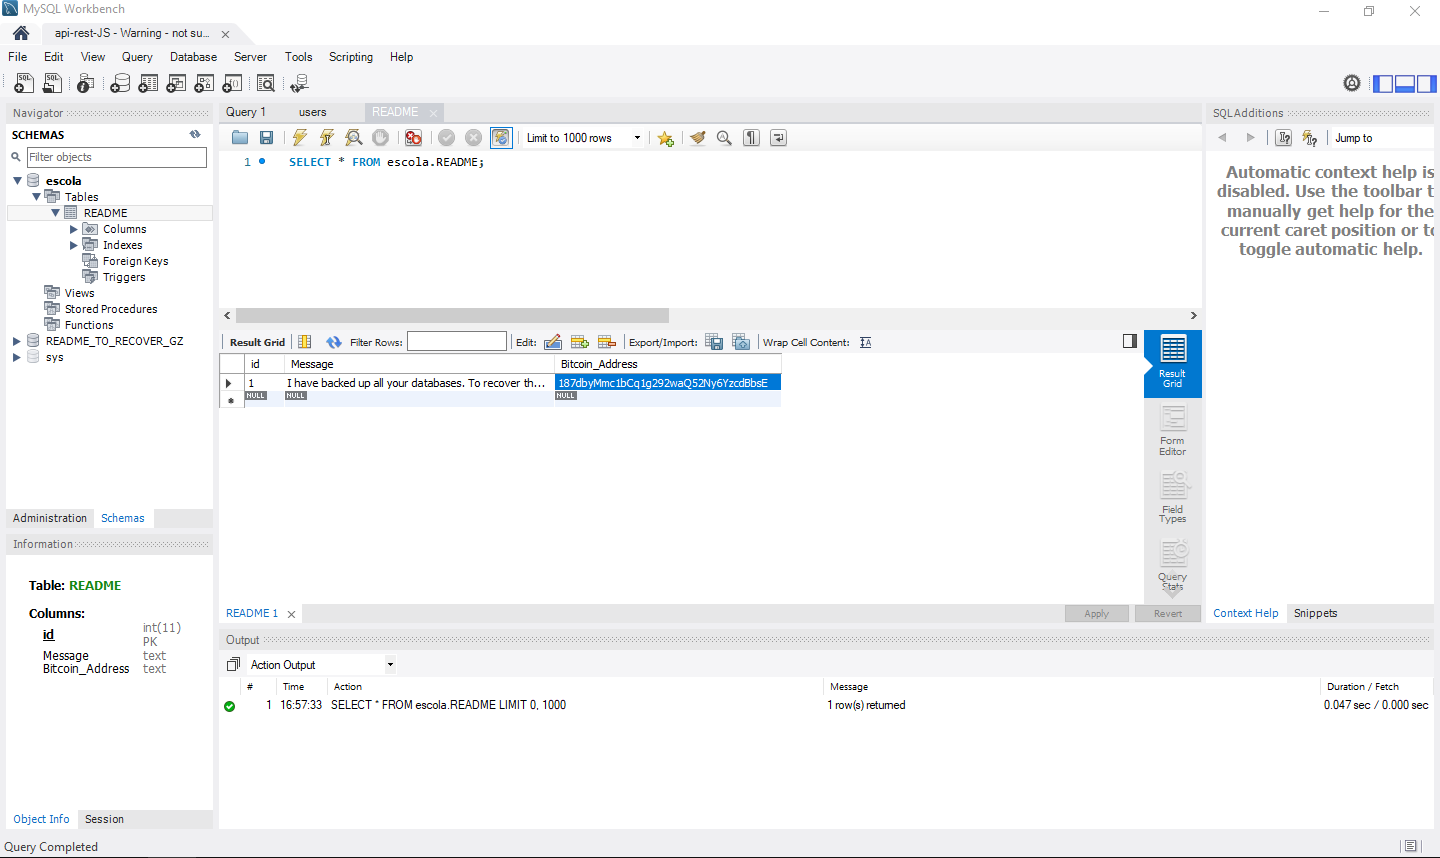 MySQL Workbench
api-rest-JS - Warning - not su...
File Edit View Query Database Server Tools Scripting Help
Navigator
SCHEMAS
Filter objects
escola
Tables
README
Columns
Indexes
Foreign Keys
Triggers
Views
Stored Procedures
Functions
README_TO_RECOVER_GZ
sys
Administration Schemas
Information
Table: README
Columns:
id int(11)
PK
Message text
Bitcoin_Address text
Object Info Session
Query Completed
Query 1 users README
Limit to 1000 rows
1 SELECT * FROM escola.README;
Result Grid Filter Rows: Edit: Export/Import: Wrap Cell Content:
id Message Bitcoin_Address
1 I have backed up all your databases. To recover th... 187dbyMmc1bCq1g292waQ52Ny6YzcdBbsE
NULL NULL NULL
Result
Grid
Form
Editor
Field
Types
Query
Stats
README 1 Apply Revert
Output
Action Output
# Time Action Message Duration / Fetch
1 16:57:33 SELECT * FROM escola.README LIMIT 0, 1000 1 row(s) returned 0.047 sec / 0.000 sec
SQLAdditions
Jump to
Automatic context help is
disabled. Use the toolbar t
manually get help for the
current caret position or to
toggle automatic help.
Context Help Snippets